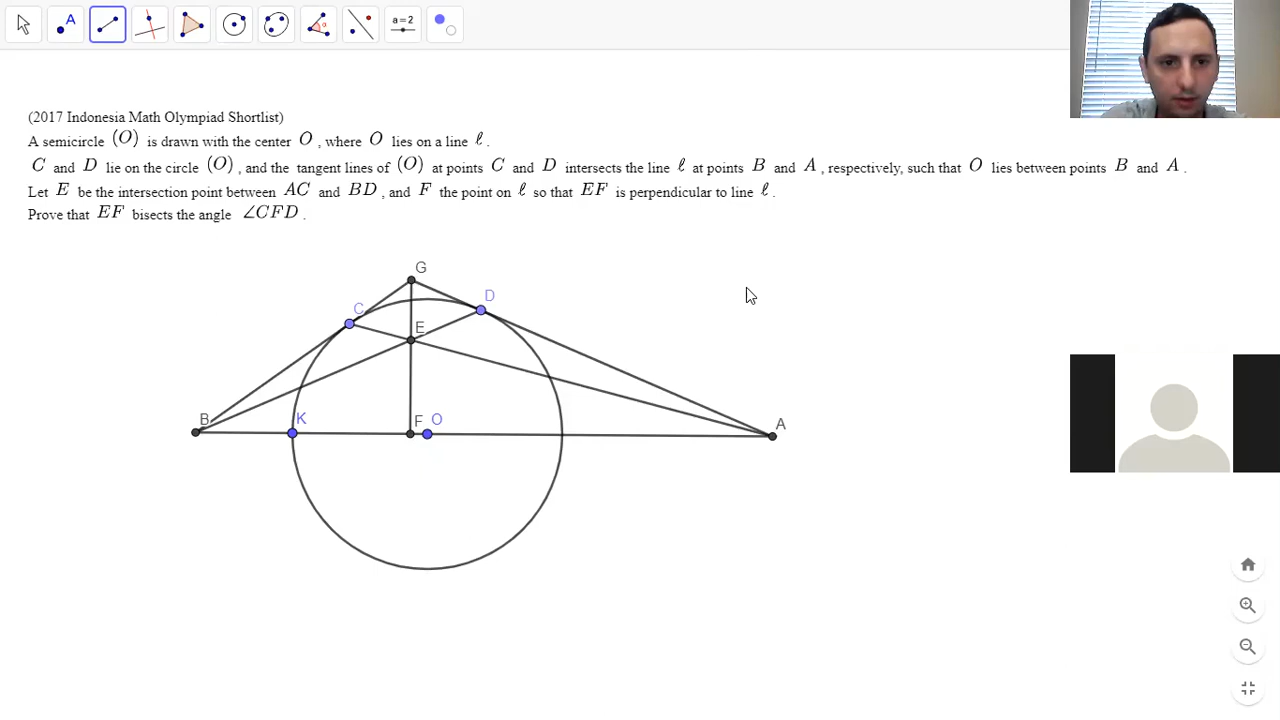 A
a=2
(2017 Indonesia Math Olympiad Shortlist)
A semicircle (O) is drawn with the center O , where O lies on a line ℓ .
C and D lie on the circle (O) , and the tangent lines of (O) at points C and D intersects the line ℓ at points B and A , respectively, such that O lies between points B and A .
Let E be the intersection point between AC and BD , and F the point on ℓ so that EF is perpendicular to line ℓ .
Prove that EF bisects the angle ∠CFD .
G
C
D
E
B
K
F
O
A